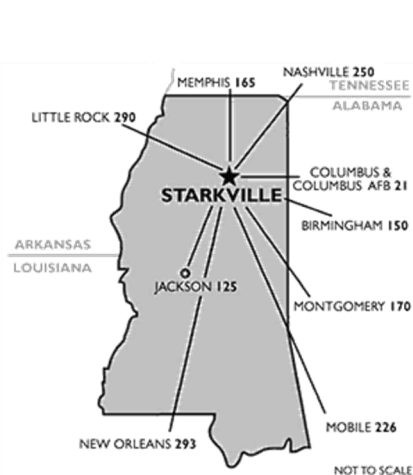 NASHVILLE 250
MEMPHIS 165
TENNESSEE
ALABAMA
LITTLE ROCK 290
COLUMBUS &
COLUMBUS AFB 21
STARKVILLE
BIRMINGHAM 150
ARKANSAS
LOUISIANA
JACKSON 125
MONTGOMERY 170
MOBILE 226
NEW ORLEANS 293
NOT TO SCALE